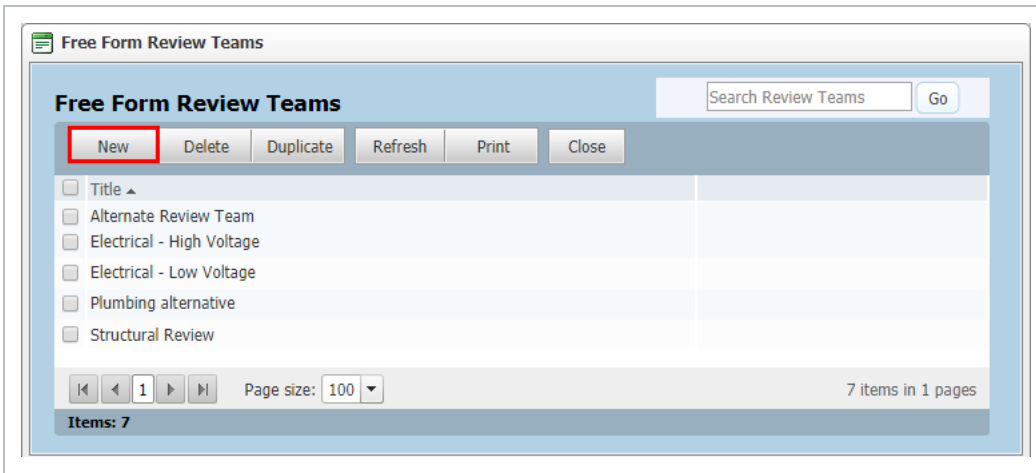 Free Form Review Teams
Free Form Review Teams
Search Review Teams Go
New Delete Duplicate Refresh Print Close
Title
Alternate Review Team
Electrical - High Voltage
Electrical - Low Voltage
Plumbing alternative
Structural Review
1 Page size: 100 7 items in 1 pages
Items: 7